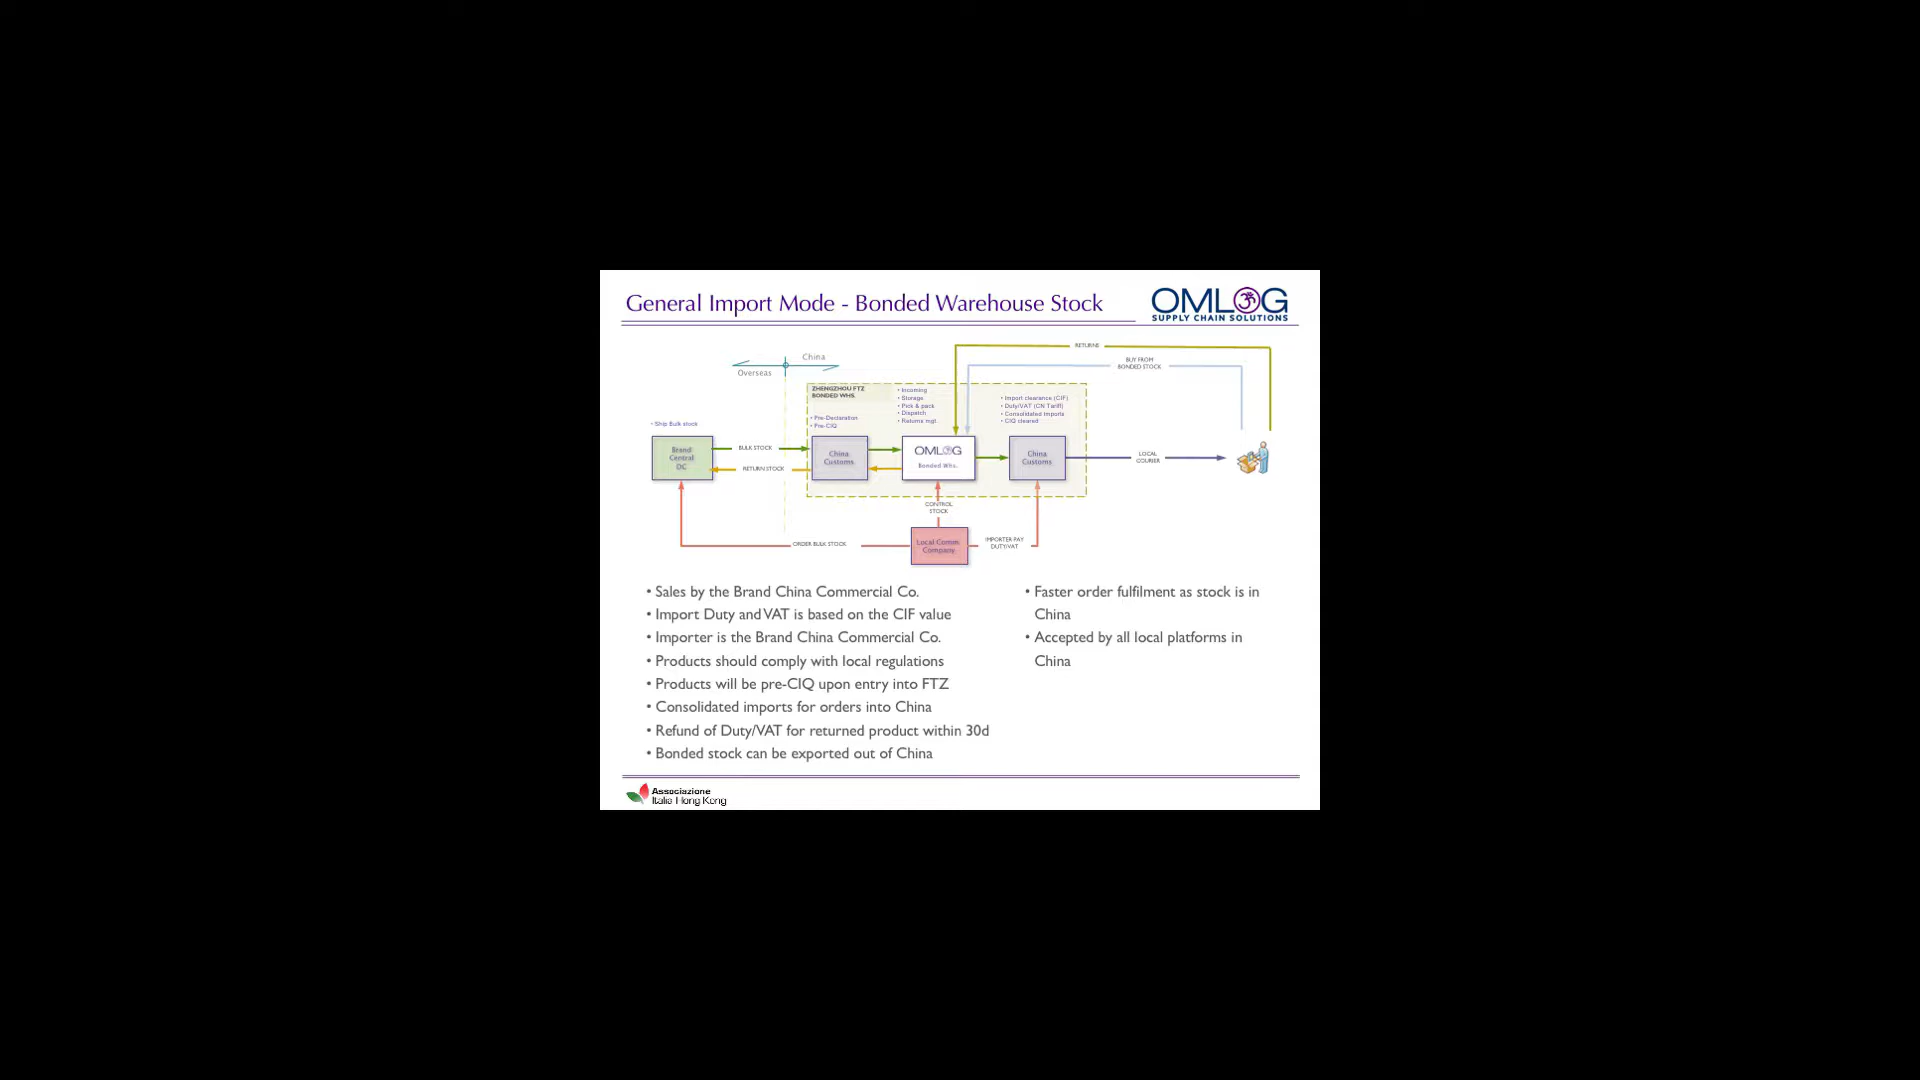 General Import Mode - Bonded Warehouse Stock
OMLOG
SUPPLY CHAIN SOLUTIONS
RETURNS
China
Overseas
BUY FROM
BONDED STOCK
ZHENGZHOU FTZ
BONDED WHS.
• Incoming
• Storage
• Pick & pack
• Dispatch
• Returns mgt.
• Import clearance (CIF)
• Duty/VAT (CN Tariff)
• Consolidated Imports
• CIQ cleared
• Pre-Declaration
• Pre-CIQ
• Ship Bulk stock
Brand
Central
DC
BULK STOCK
RETURN STOCK
China
Customs
OMLOG
Bonded Whs.
China
Customs
LOCAL
COURIER
CONTROL
STOCK
ORDER BULK STOCK
Local Comm.
Company
IMPORTER PAY
DUTY/VAT
• Sales by the Brand China Commercial Co.
• Import Duty and VAT is based on the CIF value
• Importer is the Brand China Commercial Co.
• Products should comply with local regulations
• Products will be pre-CIQ upon entry into FTZ
• Consolidated imports for orders into China
• Refund of Duty/VAT for returned product within 30d
• Bonded stock can be exported out of China
• Faster order fulfilment as stock is in
China
• Accepted by all local platforms in
China
Associazione
Italia Hong Kong